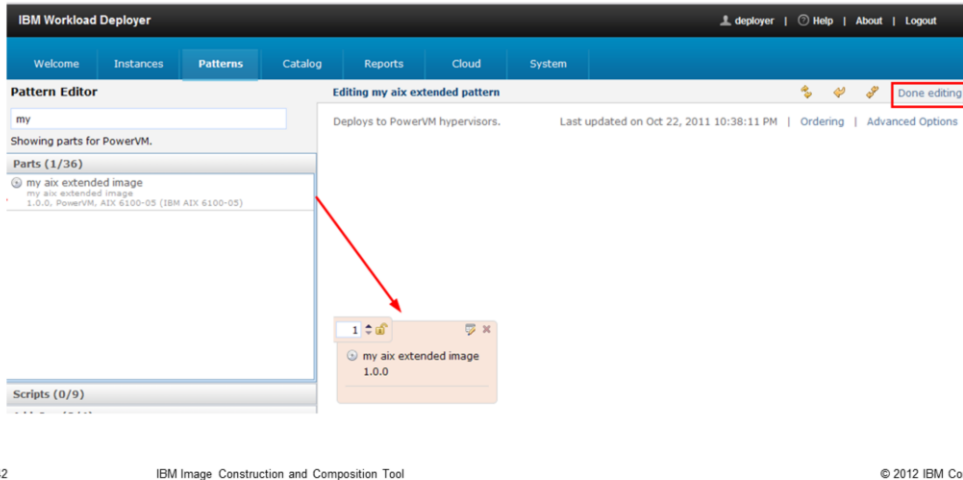 IBM Workload Deployer
deployer | Help | About | Logout
Welcome Instances Patterns Catalog Reports Cloud System
Pattern Editor
my
Showing parts for PowerVM.
Parts (1/36)
my aix extended image
my aix extended image
1.0.0, PowerVM, AIX 6100-05 (IBM AIX 6100-05)
Scripts (0/9)
Editing my aix extended pattern
Done editing
Deploys to PowerVM hypervisors.
Last updated on Oct 22, 2011 10:38:11 PM | Ordering | Advanced Options
1
my aix extended image
1.0.0
IBM Image Construction and Composition Tool
© 2012 IBM Co